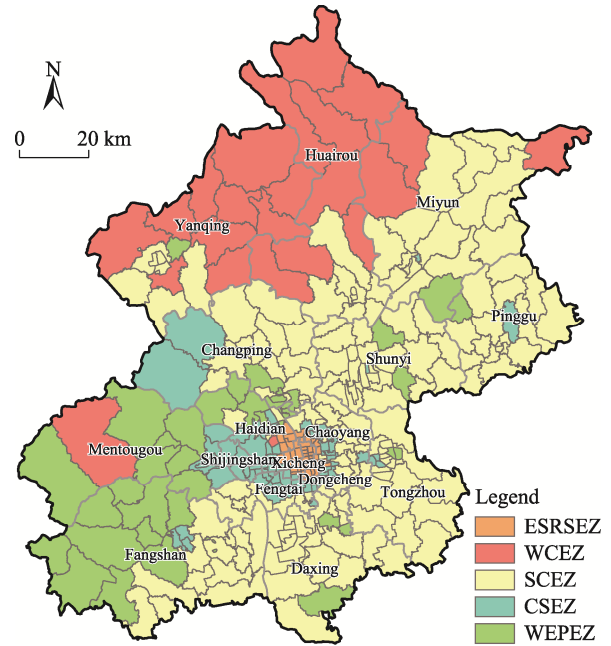 N
0 20 km
Huairou
Miyun
Yanqing
Pinggu
Changping
Shunyi
Haidian
Chaoyang
Mentougou
Shijingshan
Xicheng
Dongcheng
Fengtai
Tongzhou
Fangshan
Daxing
Legend
ESRSEZ
WCEZ
SCEZ
CSEZ
WEPEZ